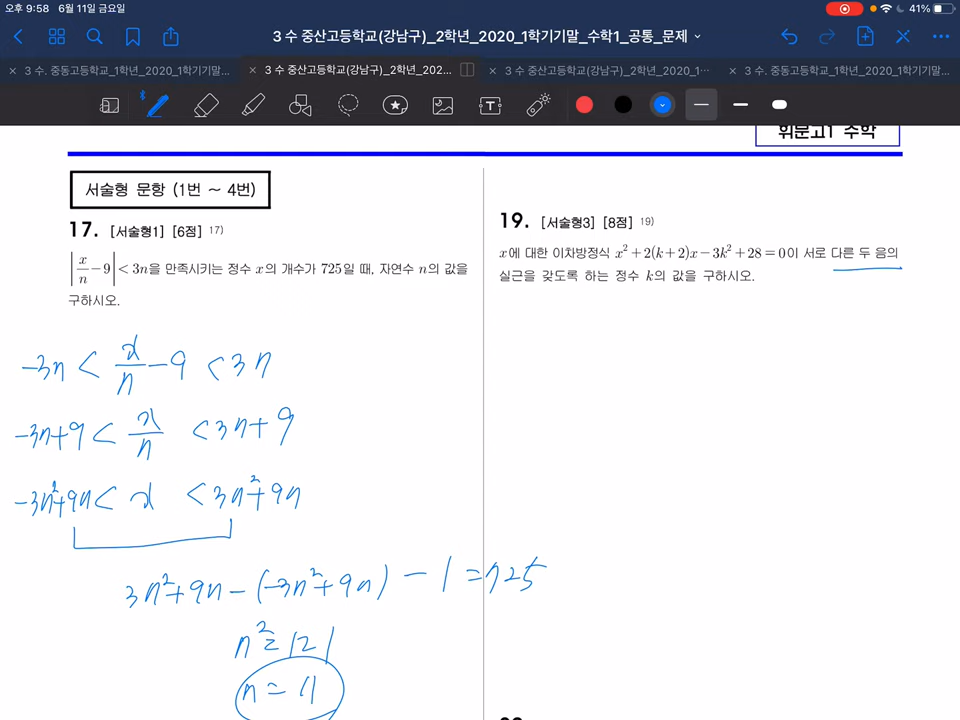 오후 9:58 6월 11일 금요일 41%
3 수 중산고등학교(강남구)_2학년_2020_1학기기말_수학1_공통_문제
3 수. 중동고등학교_1학년_2020_1학기기말...
3 수 중산고등학교(강남구)_2학년_202...
3 수 중산고등학교(강남구)_2학년_2020_1...
3 수. 중동고등학교_1학년_2020_1학기기말...
휘문고1 수학
서술형 문항 (1번 ~ 4번)
17. [서술형1] [6점] 17)
|x/n - 9| < 3n을 만족시키는 정수 x의 개수가 725일 때, 자연수 n의 값을
구하시오.
-3n < x/n - 9 < 3n
-3n+9 < x/n < 3n+9
-3n²+9n < x < 3n²+9n
3n²+9n-(-3n²+9n) - 1 = 725
n² = 121
n = 11
19. [서술형3] [8점] 19)
x에 대한 이차방정식 x²+2(k+2)x-3k²+28=0이 서로 다른 두 음의
실근을 갖도록 하는 정수 k의 값을 구하시오.